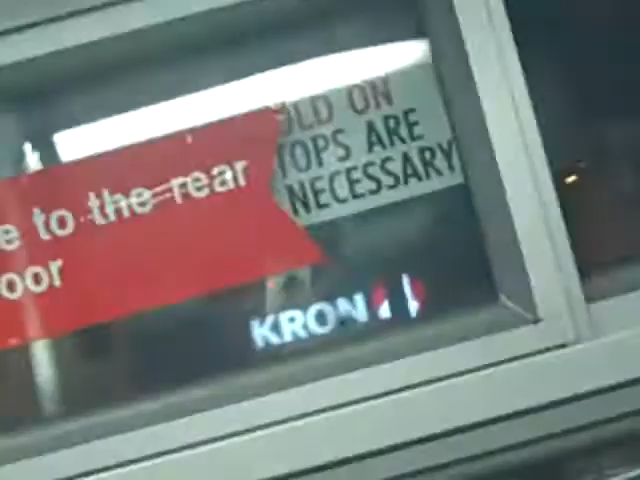 e to the rear
oor
OLD ON
TOPS ARE
NECESSARY
KRON 4